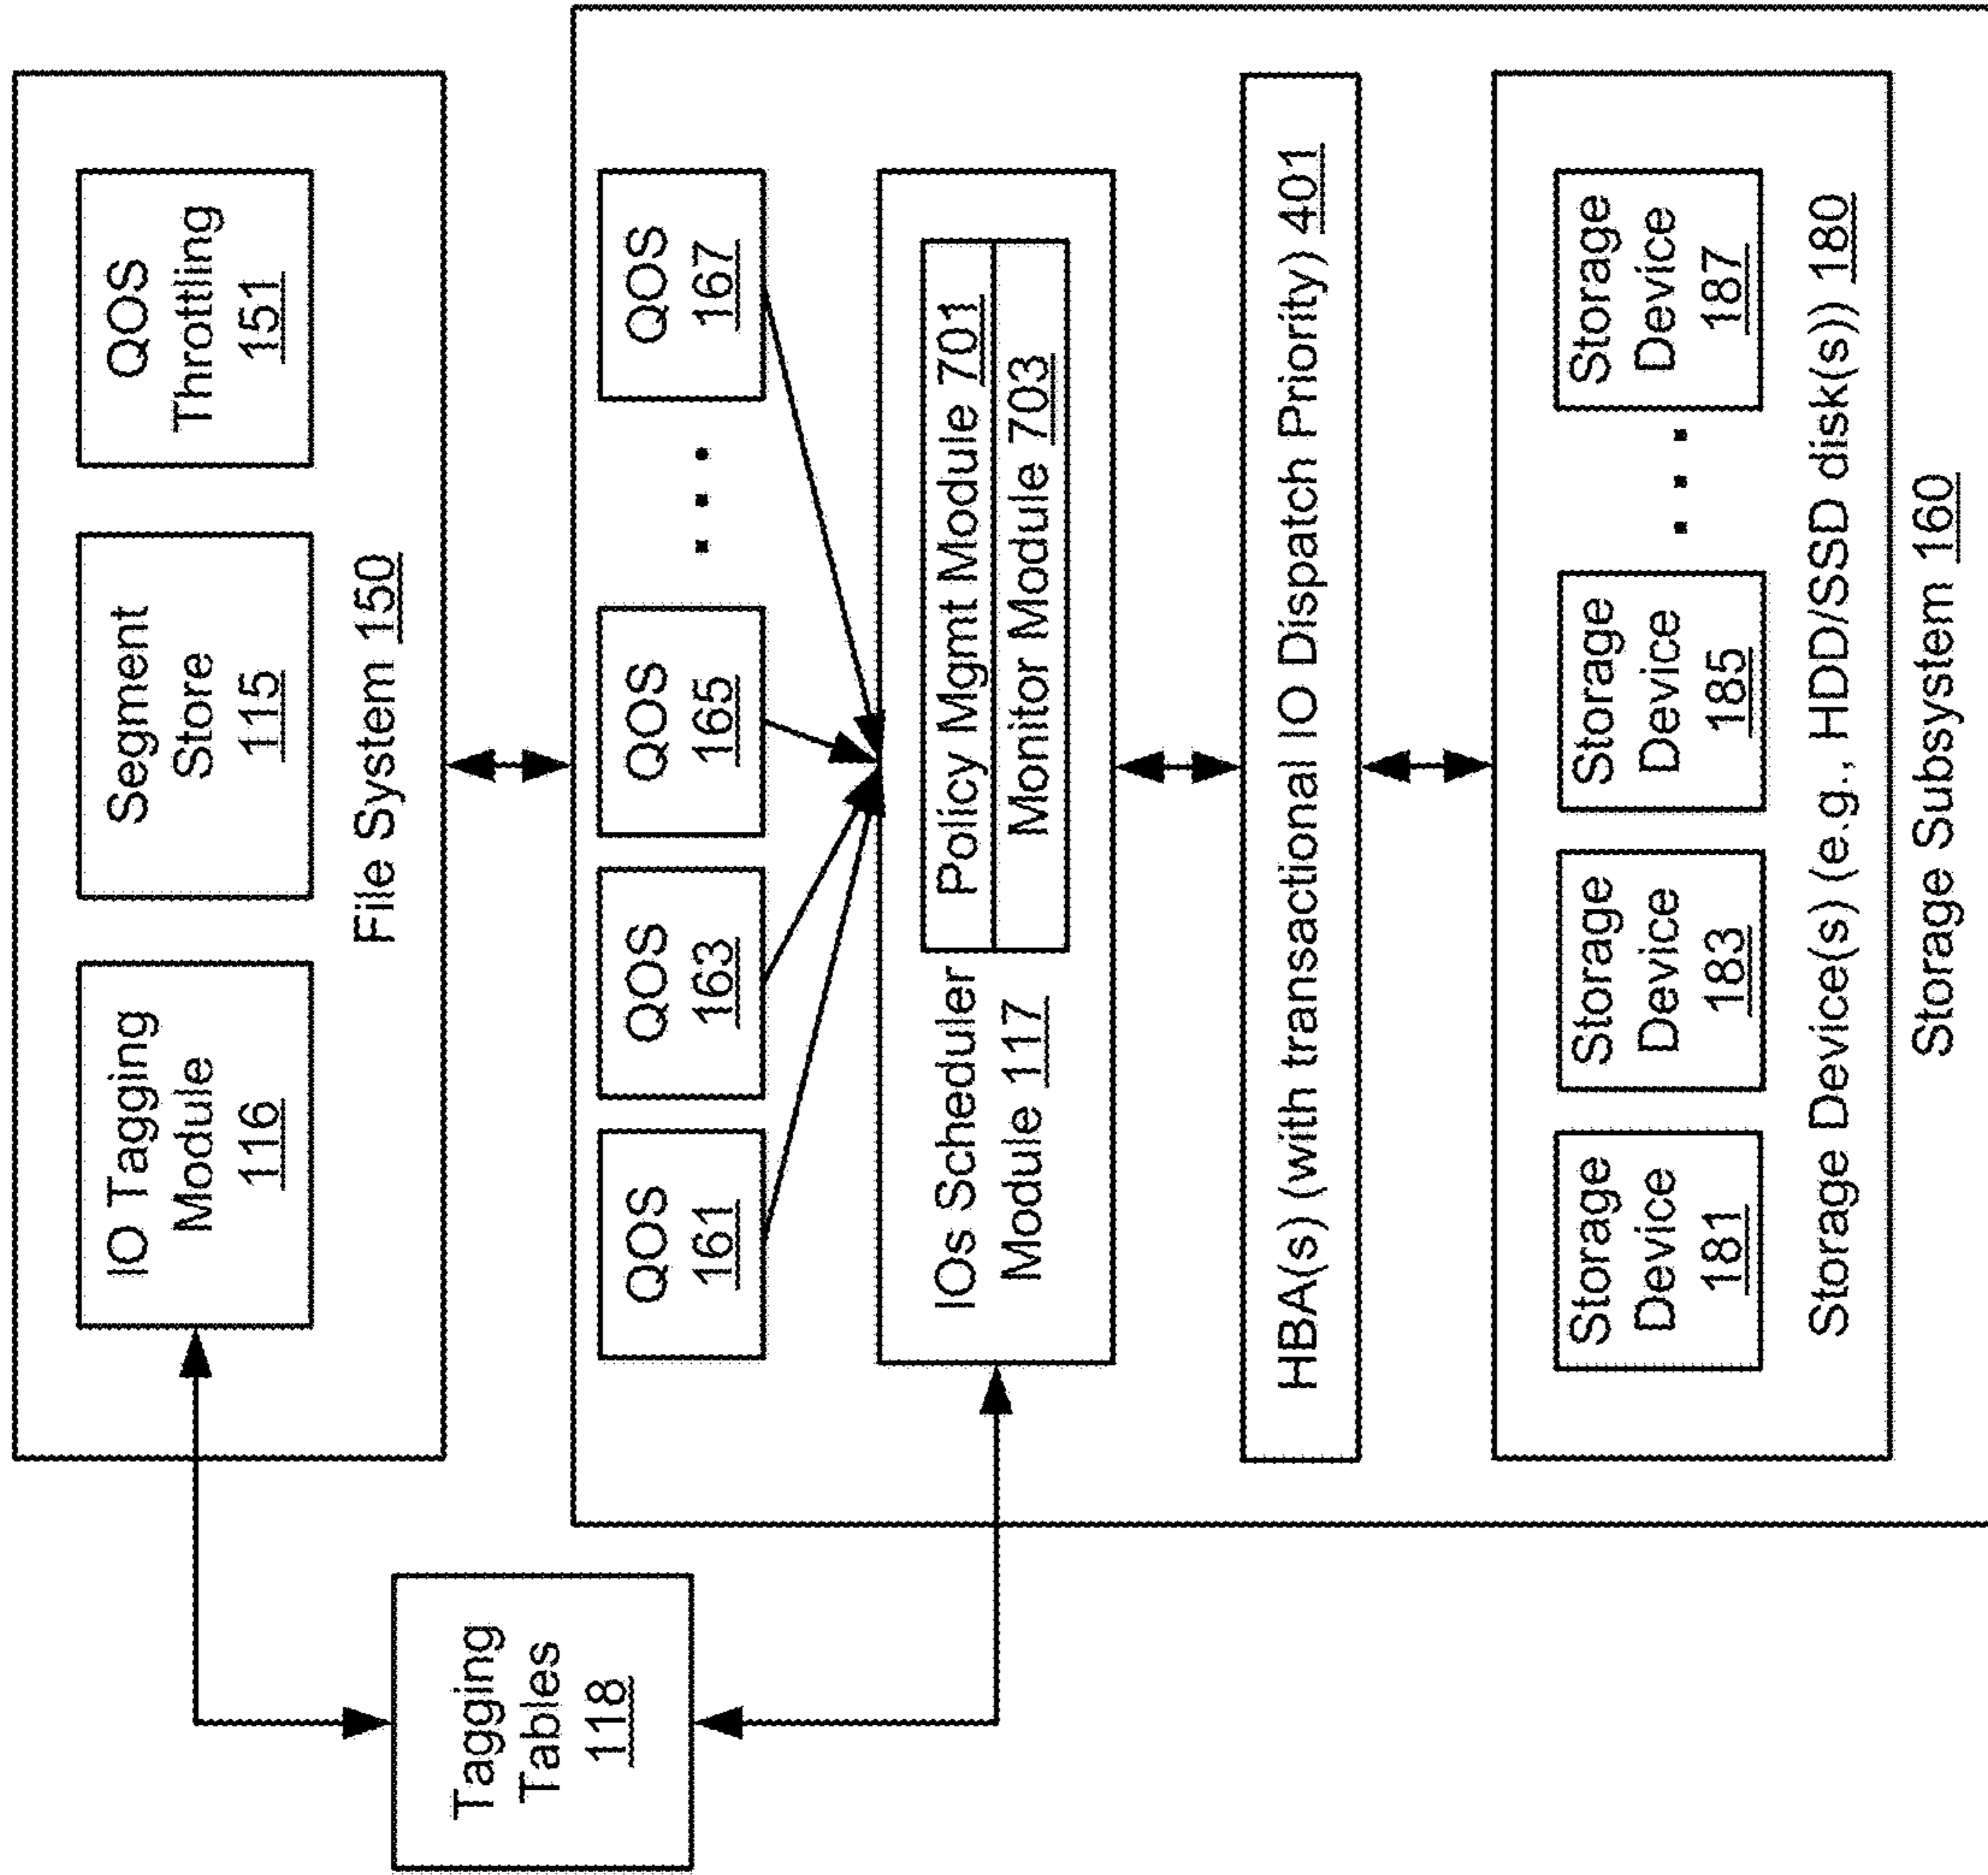 Tagging
Tables
118
IO Tagging
Module
116
Segment
Store
115
QOS
Throttling
151
File System 150
QOS
161
QOS
163
QOS
165
QOS
167
IOs Scheduler
Module 117
Policy Mgmt Module 701
Monitor Module 703
HBA(s) (with transactional IO Dispatch Priority) 401
Storage
Device
181
Storage
Device
183
Storage
Device
185
Storage
Device
187
Storage Device(s) (e.g., HDD/SSD disk(s)) 180
Storage Subsystem 160